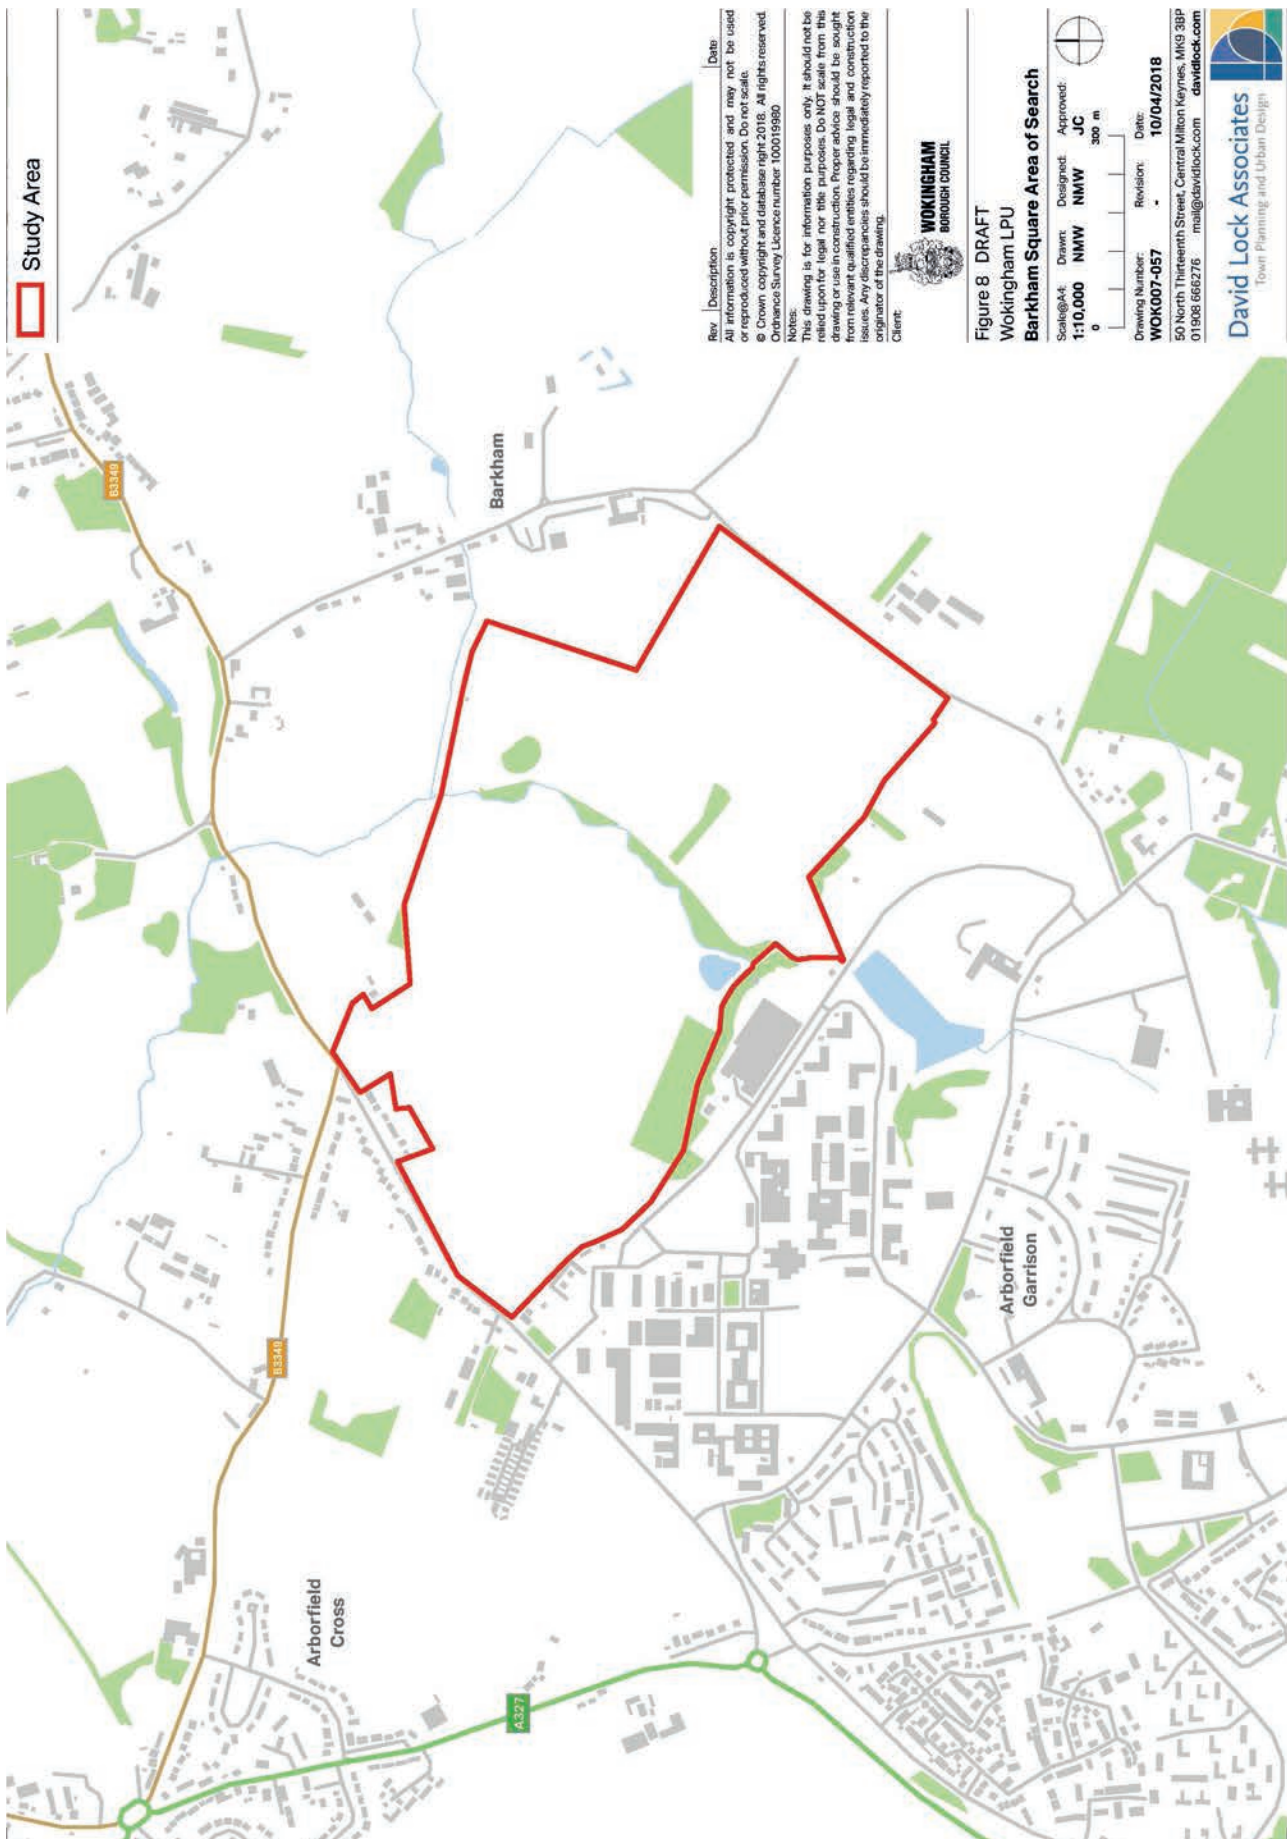 Study Area
B3349
Barkham
B3349
Arborfield
Cross
A327
Arborfield
Garrison
Rev Description Date
All information is copyright protected and may not be used
or reproduced without prior permission. Do not scale.
© Crown copyright and database right 2018. All rights reserved.
Ordnance Survey Licence number 100019980
Notes:
This drawing is for information purposes only. It should not be
relied upon for legal nor title purposes. Do NOT scale from this
drawing or use in construction. Proper advice should be sought
from relevant qualified entities regarding legal and construction
issues. Any discrepancies should be immediately reported to the
originator of the drawing.
Client:
WOKINGHAM
BOROUGH COUNCIL
Figure 8 DRAFT
Wokingham LPU
Barkham Square Area of Search
Scale@A4: Drawn: Designed: Approved:
1:10,000 NMW NMW JC
0 300 m
Drawing Number: Revision: Date:
WOK007-057 - 10/04/2018
50 North Thirteenth Street, Central Milton Keynes, MK9 3BP
01908 666276 mail@davidlock.com davidlock.com
David Lock Associates
Town Planning and Urban Design